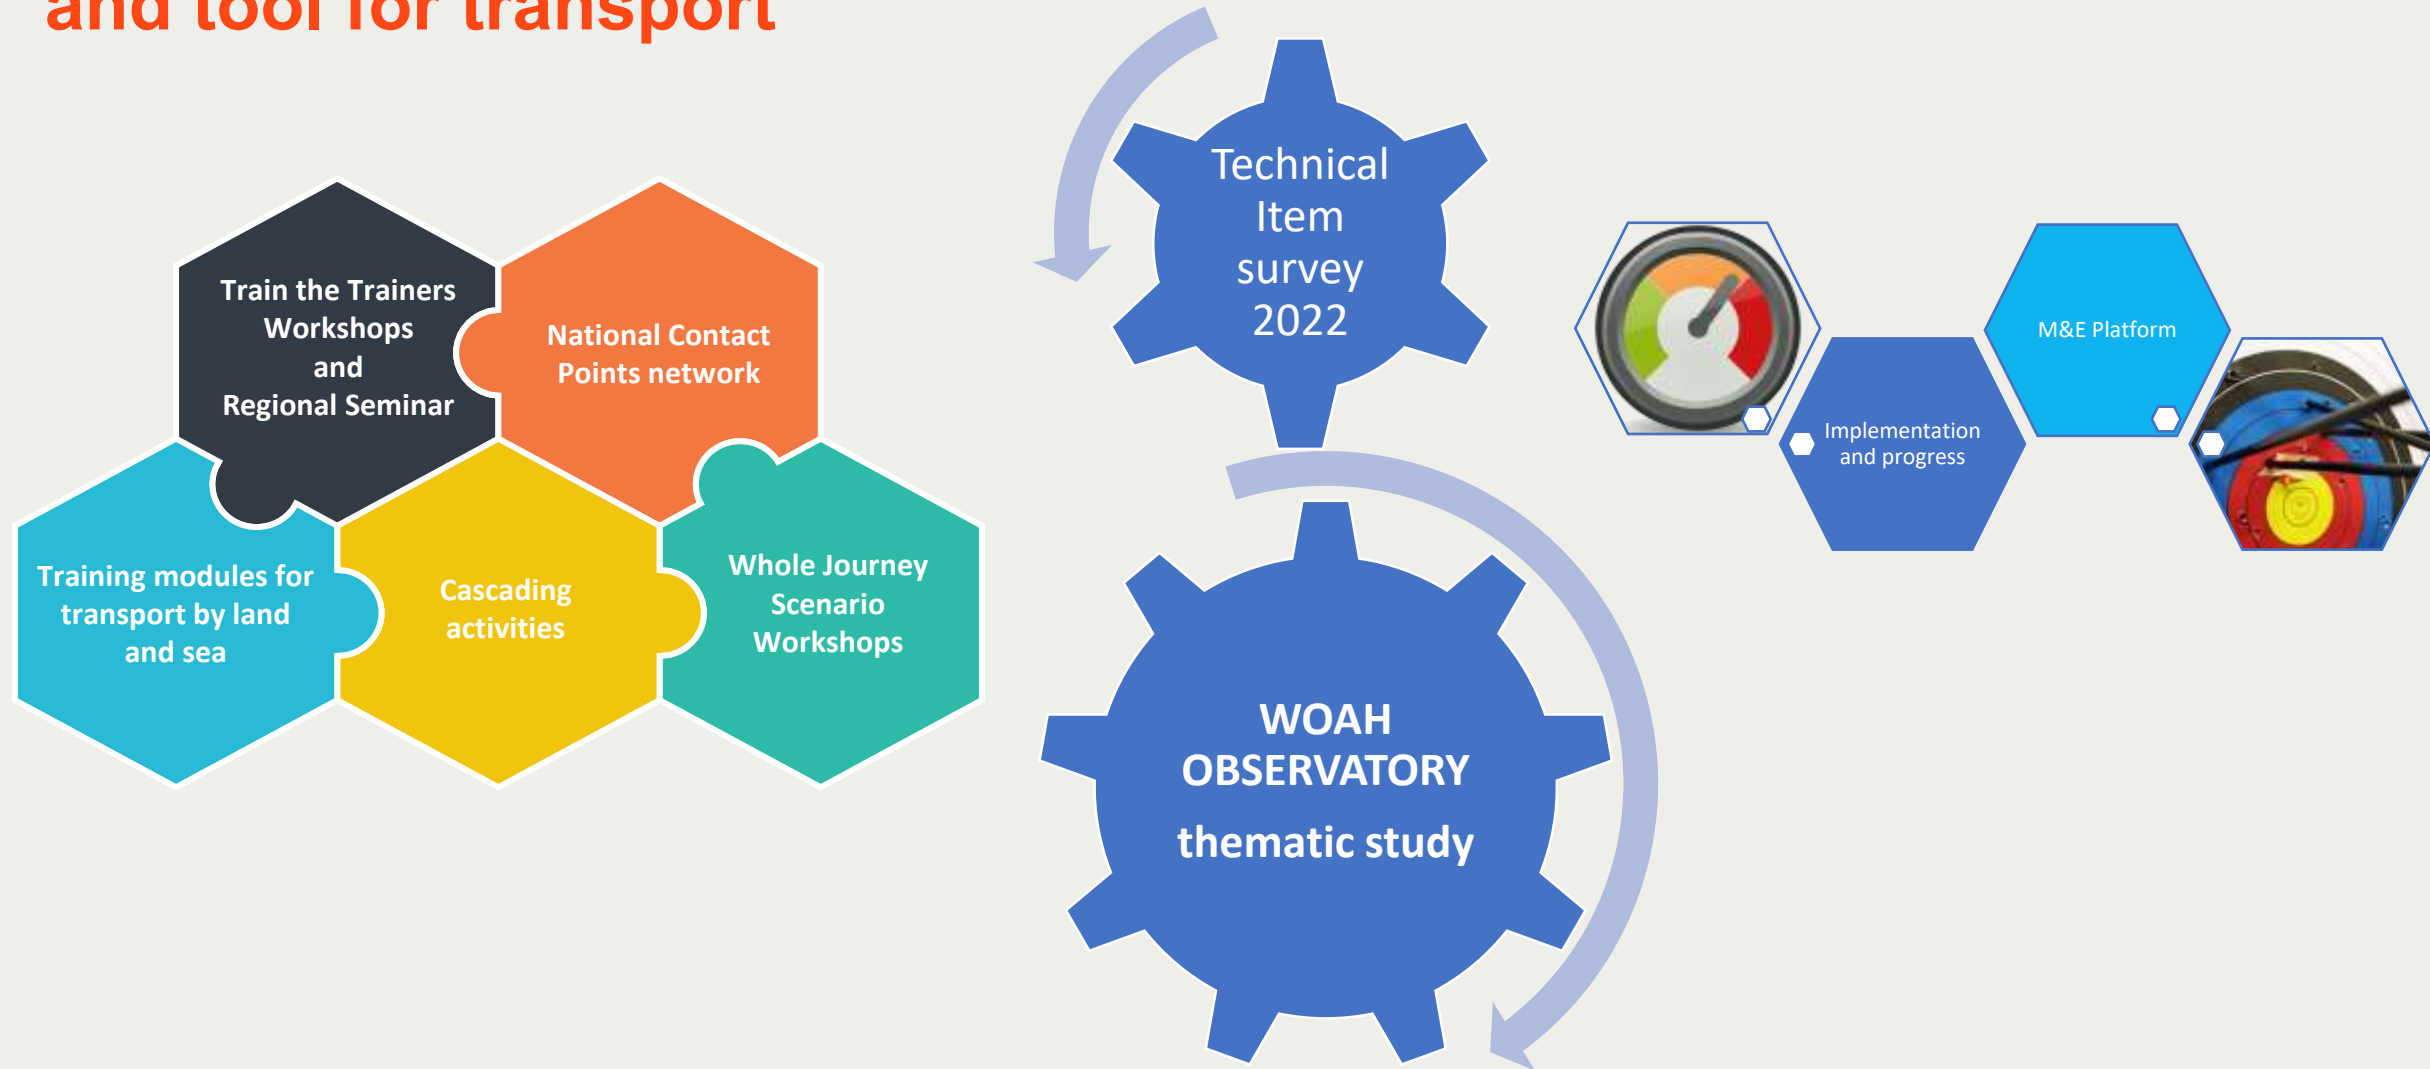 and tool for transport
Train the Trainers
Workshops
and
Regional Seminar
National Contact
Points network
Training modules for
transport by land
and sea
Cascading
activities
Whole Journey
Scenario
Workshops
Technical
Item
survey
2022
WOAH
OBSERVATORY
thematic study
Implementation
and progress
M&E Platform